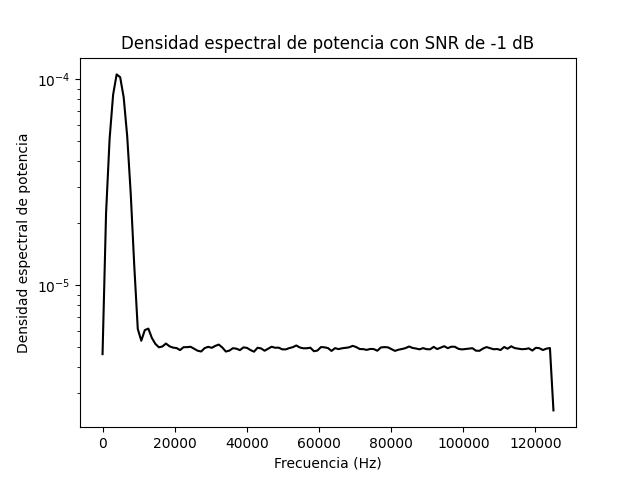 Densidad espectral de potencia con SNR de -1 dB
Densidad espectral de potencia
10⁻⁴
10⁻⁵
0 20000 40000 60000 80000 100000 120000
Frecuencia (Hz)